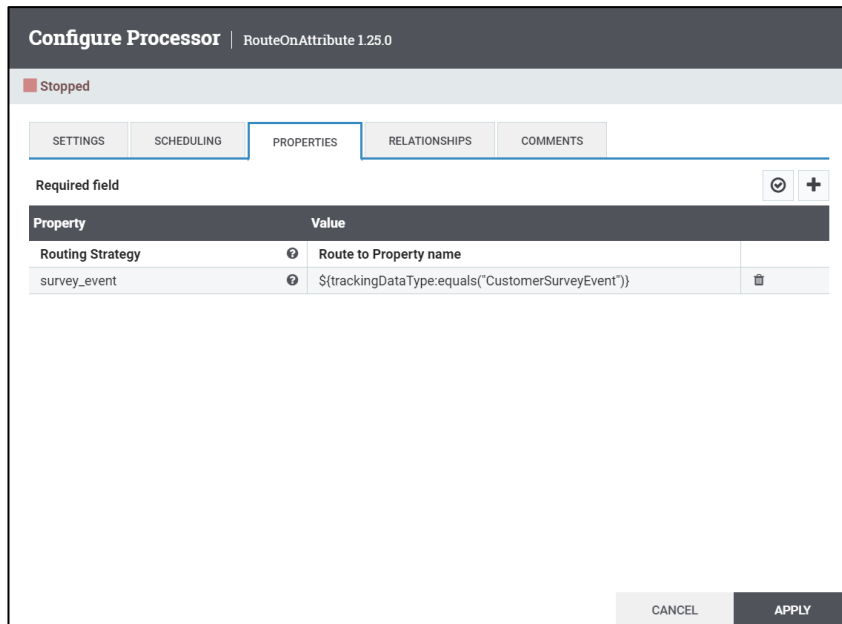 Configure Processor | RouteOnAttribute 1.25.0
Stopped
SETTINGS SCHEDULING PROPERTIES RELATIONSHIPS COMMENTS
Required field
Property Value
Routing Strategy Route to Property name
survey_event ${trackingDataType:equals("CustomerSurveyEvent")}
CANCEL APPLY